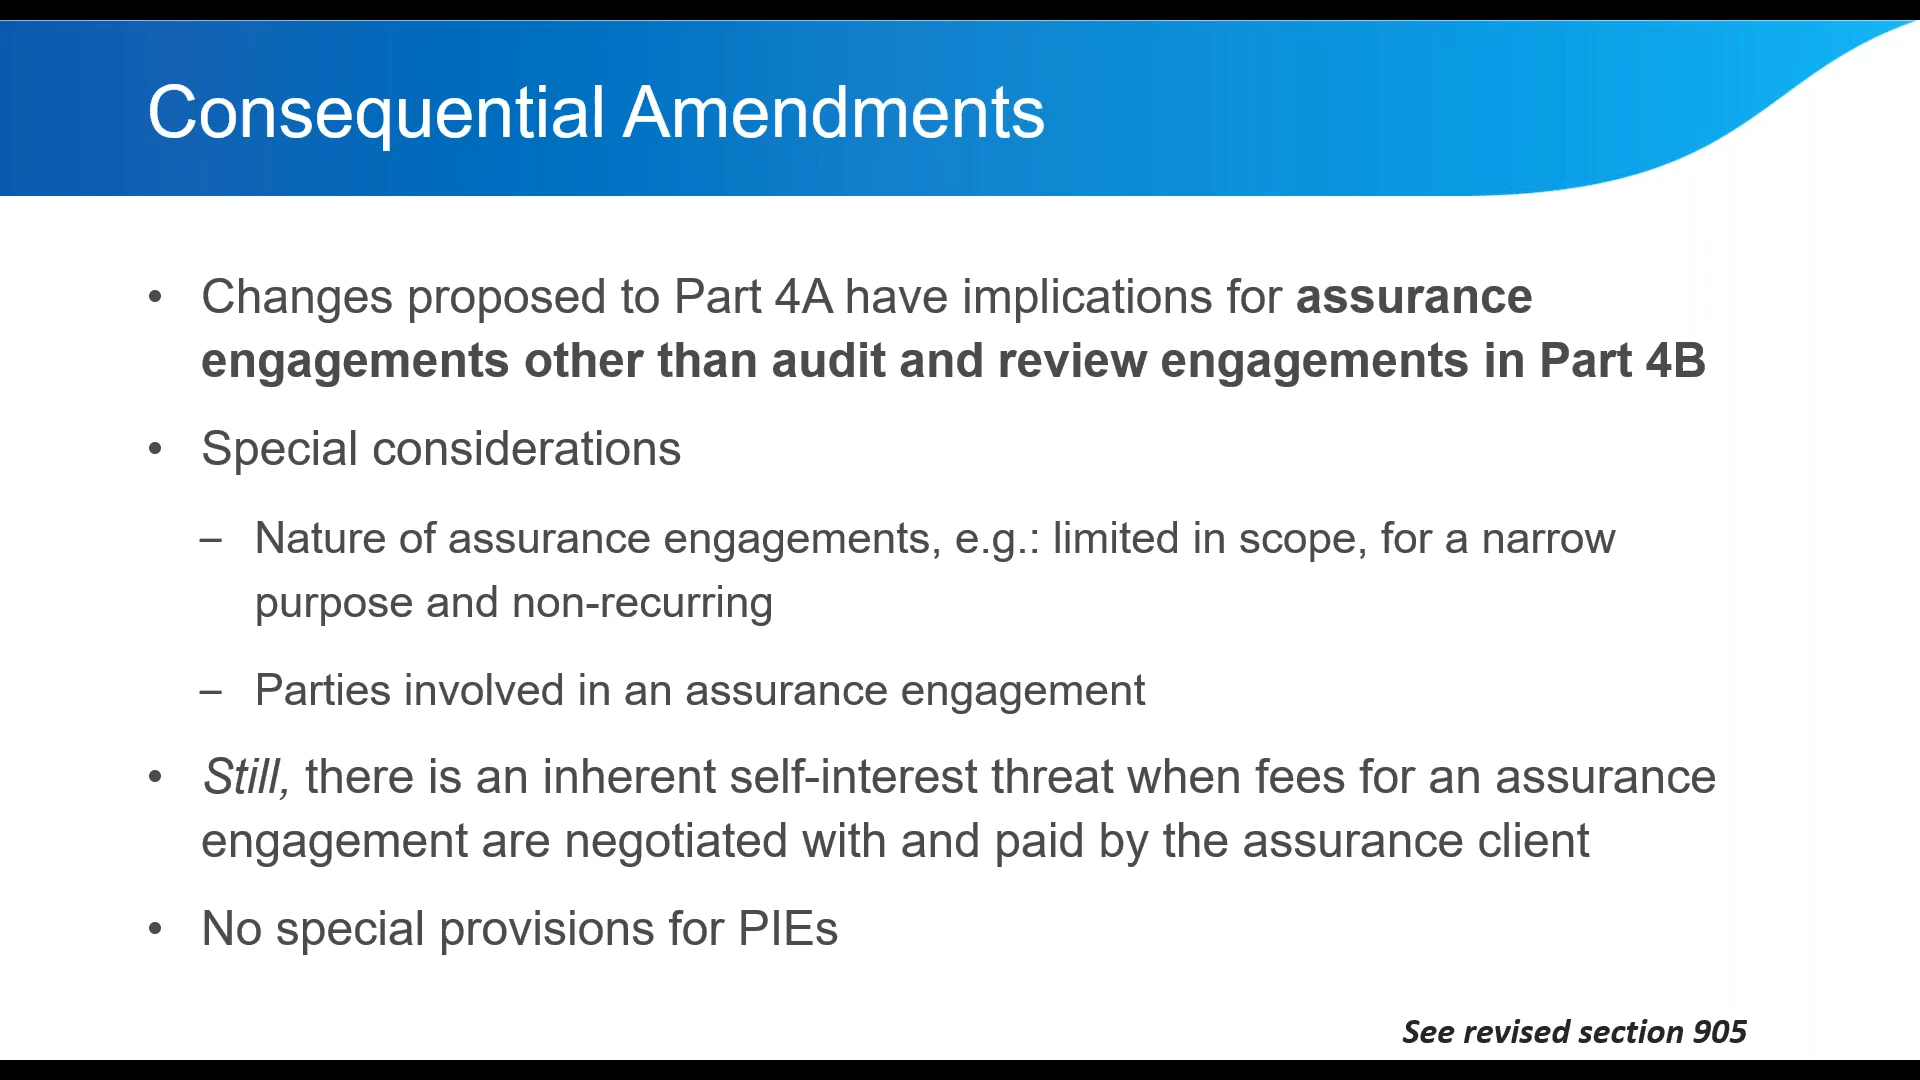 Consequential Amendments
• Changes proposed to Part 4A have implications for assurance
engagements other than audit and review engagements in Part 4B
• Special considerations
– Nature of assurance engagements, e.g.: limited in scope, for a narrow
purpose and non-recurring
– Parties involved in an assurance engagement
• Still, there is an inherent self-interest threat when fees for an assurance
engagement are negotiated with and paid by the assurance client
• No special provisions for PIEs
See revised section 905